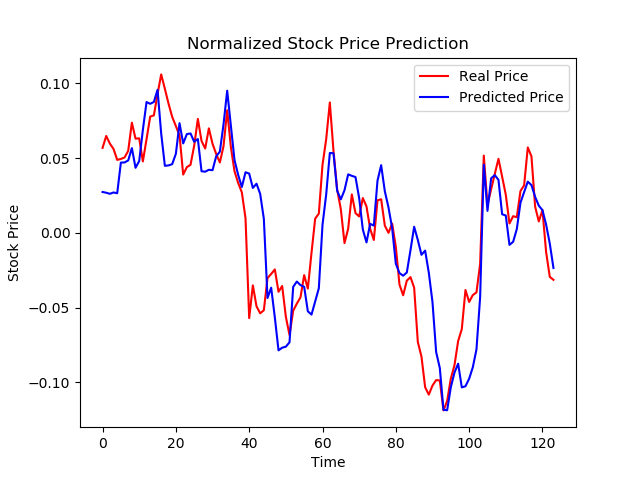 Normalized Stock Price Prediction
Real Price
Predicted Price
0.10
0.05
0.00
−0.05
−0.10
Stock Price
0 20 40 60 80 100 120
Time